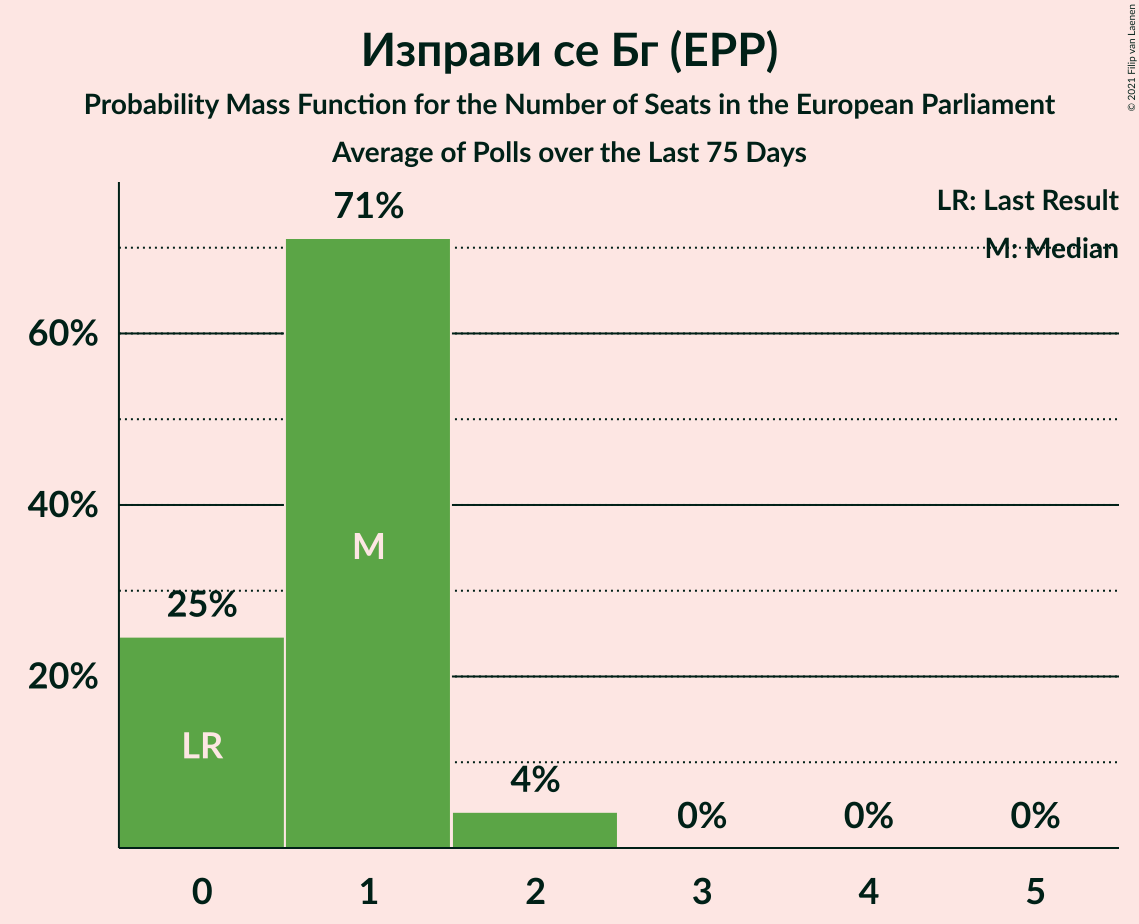 Изправи се Бг (EPP)
Probability Mass Function for the Number of Seats in the European Parliament
Average of Polls over the Last 75 Days
© 2021 Filip van Laenen
LR: Last Result
M: Median
71%
60%
40%
20%
25%
4%
0%
0%
0%
M
LR
0
1
2
3
4
5